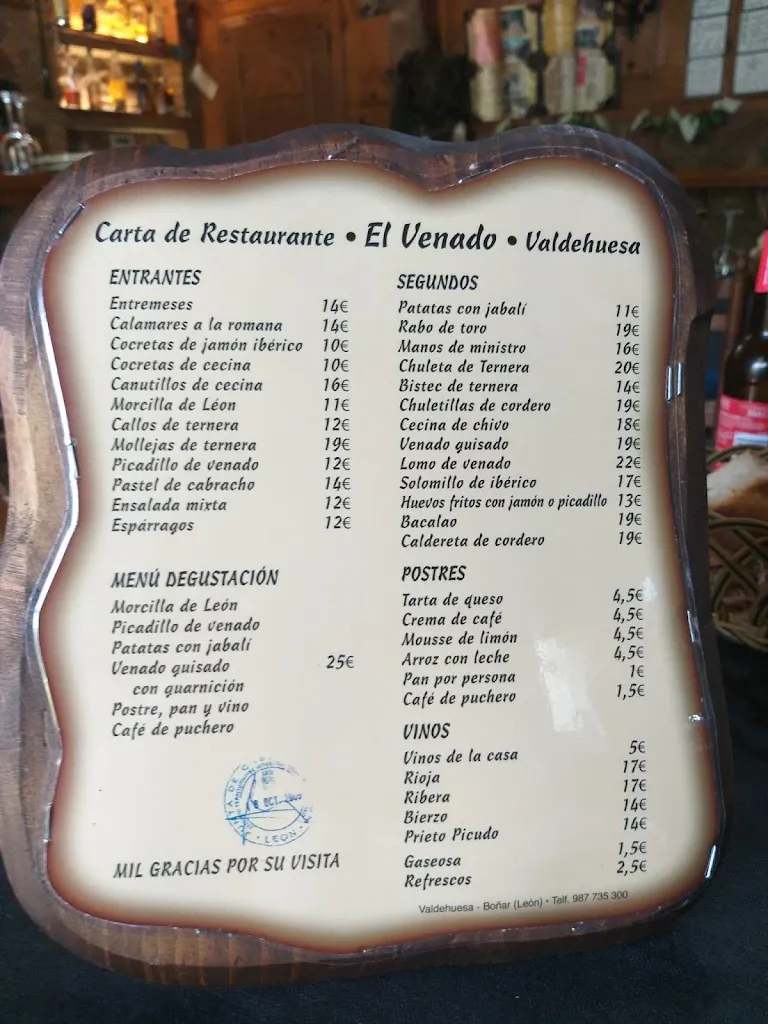 Carta de Restaurante • El Venado • Valdehuesa
ENTRANTES
Entremeses 14€
Calamares a la romana 14€
Cocretas de jamón ibérico 10€
Cocretas de cecina 10€
Canutillos de cecina 16€
Morcilla de Léon 11€
Callos de ternera 12€
Mollejas de ternera 19€
Picadillo de venado 12€
Pastel de cabracho 14€
Ensalada mixta 12€
Espárragos 12€
MENÚ DEGUSTACIÓN
Morcilla de León
Picadillo de venado
Patatas con jabalí
Venado guisado 25€
con guarnición
Postre, pan y vino
Café de puchero
LEON
MIL GRACIAS POR SU VISITA
SEGUNDOS
Patatas con jabalí 11€
Rabo de toro 19€
Manos de ministro 16€
Chuleta de Ternera 20€
Bistec de ternera 14€
Chuletillas de cordero 19€
Cecina de chivo 18€
Venado guisado 19€
Lomo de venado 22€
Solomillo de ibérico 17€
Huevos fritos con jamón o picadillo 13€
Bacalao 19€
Caldereta de cordero 19€
POSTRES
Tarta de queso 4,5€
Crema de café 4,5€
Mousse de limón 4,5€
Arroz con leche 4,5€
Pan por persona 1€
Café de puchero 1,5€
VINOS
Vinos de la casa 5€
Rioja 17€
Ribera 17€
Bierzo 14€
Prieto Picudo 14€
Gaseosa 1,5€
Refrescos 2,5€
Valdehuesa - Boñar (León) • Telf. 987 735 300